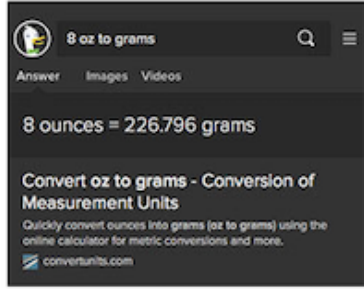 8 oz to grams
Answer Images Videos
8 ounces = 226.796 grams
Convert oz to grams - Conversion of
Measurement Units
Quickly convert ounces into grams (oz to grams) using the
online calculator for metric conversions and more.
convertunits.com